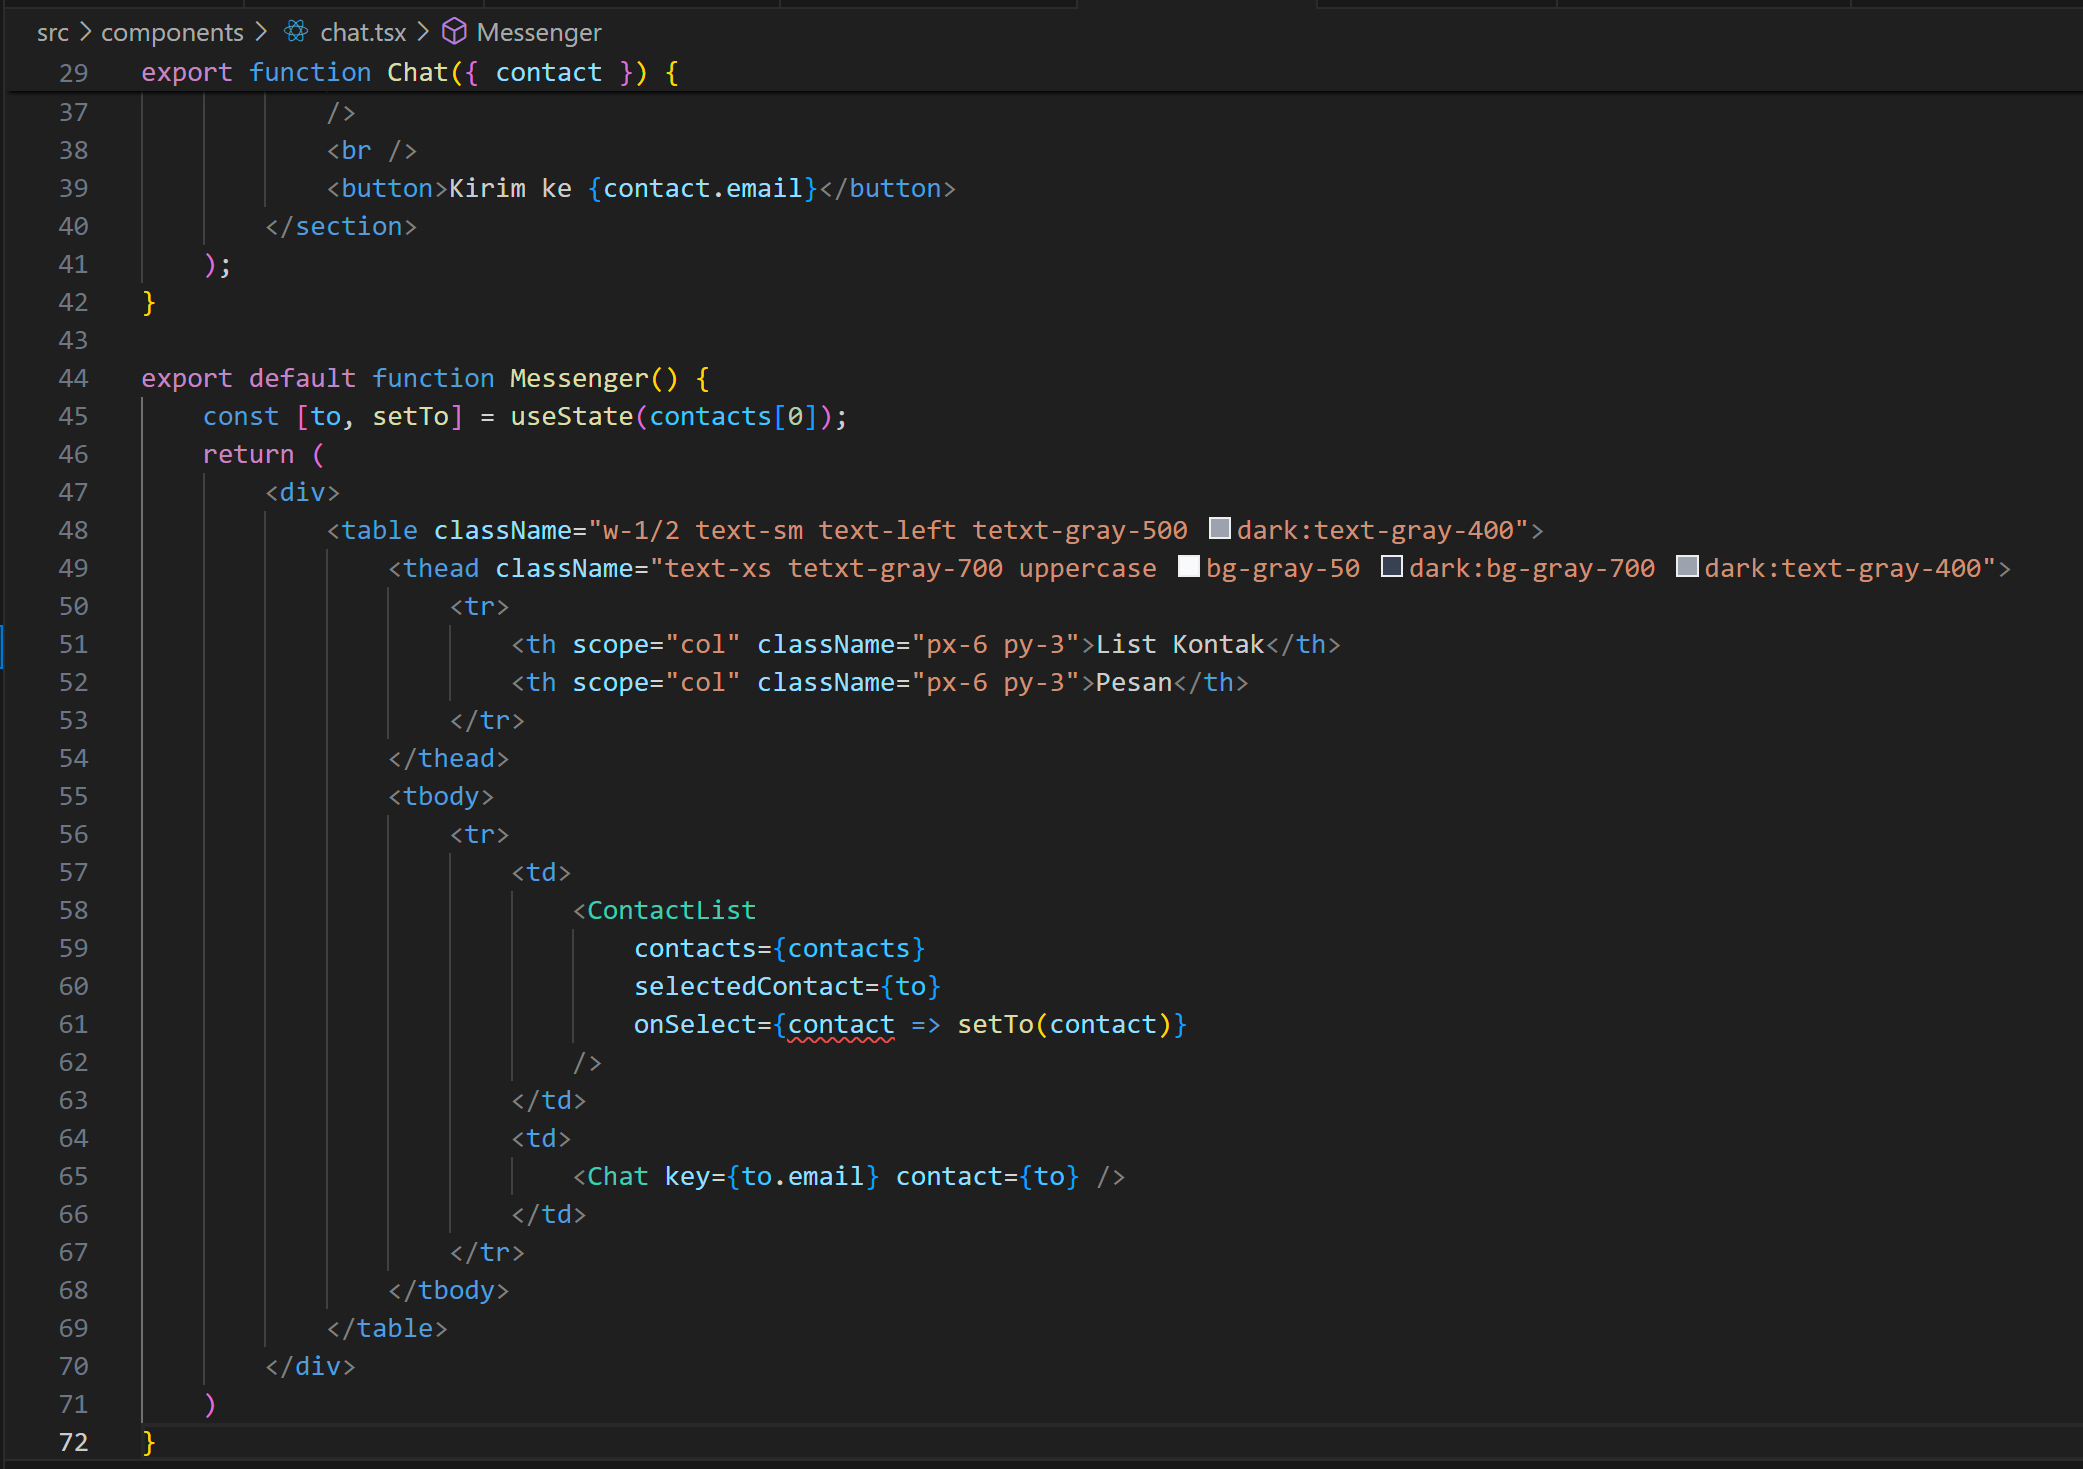 src > components > chat.tsx > Messenger
29 export function Chat({ contact }) {
37 />
38 <br />
39 <button>Kirim ke {contact.email}</button>
40 </section>
41 );
42 }
43
44 export default function Messenger() {
45 const [to, setTo] = useState(contacts[0]);
46 return (
47 <div>
48 <table className="w-1/2 text-sm text-left tetxt-gray-500 dark:text-gray-400">
49 <thead className="text-xs tetxt-gray-700 uppercase bg-gray-50 dark:bg-gray-700 dark:text-gray-400">
50 <tr>
51 <th scope="col" className="px-6 py-3">List Kontak</th>
52 <th scope="col" className="px-6 py-3">Pesan</th>
53 </tr>
54 </thead>
55 <tbody>
56 <tr>
57 <td>
58 <ContactList
59 contacts={contacts}
60 selectedContact={to}
61 onSelect={contact => setTo(contact)}
62 />
63 </td>
64 <td>
65 <Chat key={to.email} contact={to} />
66 </td>
67 </tr>
68 </tbody>
69 </table>
70 </div>
71 )
72 }